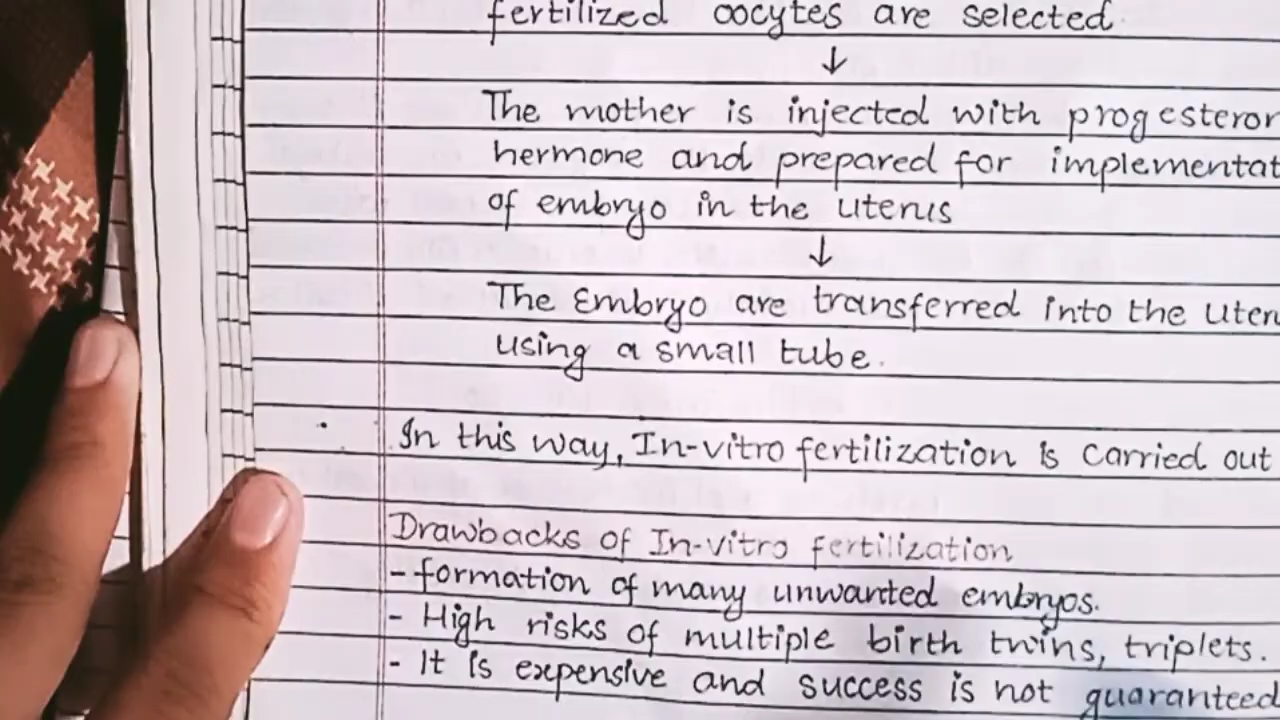 fertilized oocytes are selected.
↓
The mother is injected with progesteron
hermone and prepared for implementat
of embryo in the uterus
↓
The Embryo are transferred into the uteru
using a small tube.
In this way, In-vitro fertilization is carried out
Drawbacks of In-vitro fertilization
- formation of many unwanted embryos.
- High risks of multiple birth twins, triplets.
- It is expensive and success is not guaranteed